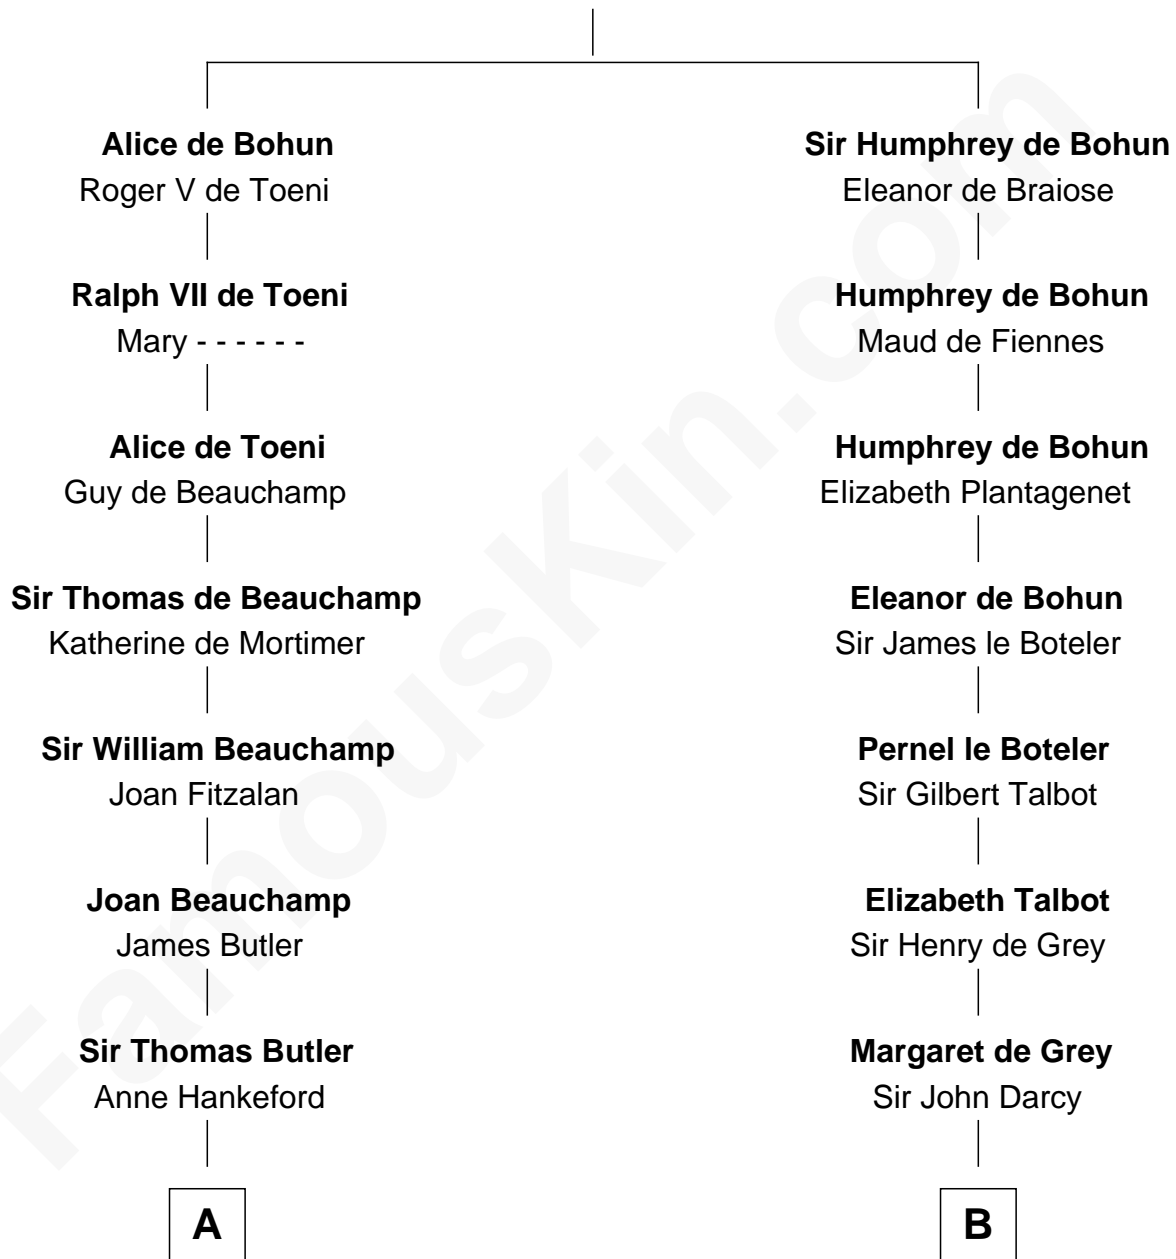 Alice de Bohun
Roger V de Toeni
Ralph VII de Toeni
Mary - - - - - -
Alice de Toeni
Guy de Beauchamp
Sir Thomas de Beauchamp
Katherine de Mortimer
Sir William Beauchamp
Joan Fitzalan
Joan Beauchamp
James Butler
Sir Thomas Butler
Anne Hankeford
A
Sir Humphrey de Bohun
Eleanor de Braiose
Humphrey de Bohun
Maud de Fiennes
Humphrey de Bohun
Elizabeth Plantagenet
Eleanor de Bohun
Sir James le Boteler
Pernel le Boteler
Sir Gilbert Talbot
Elizabeth Talbot
Sir Henry de Grey
Margaret de Grey
Sir John Darcy
B
FamousKin.com